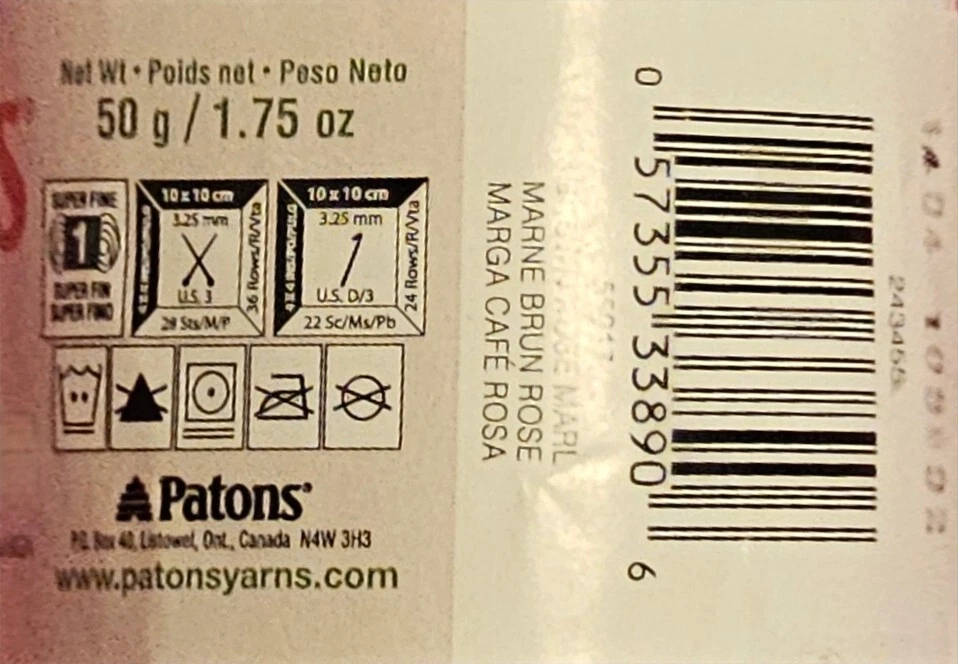 Net Wt • Poids net • Peso Neto
50 g / 1.75 oz
SUPER FINE
1
SUPER FIN
SUPER FINO
10 x 10 cm
3.25 mm
U.S. 3
36 Rows/R/Vta
28 Sts/M/P
10 x 10 cm
3.25 mm
U.S. D/3
24 Rows/R/Vta
22 Sc/Ms/Pb
Patons
P.O. Box 40, Listowel, Ont., Canada N4W 3H3
www.patonsyarns.com
MARL
MARNE BRUN ROSE
MARGA CAFÉ ROSA
0 57355 33890 6